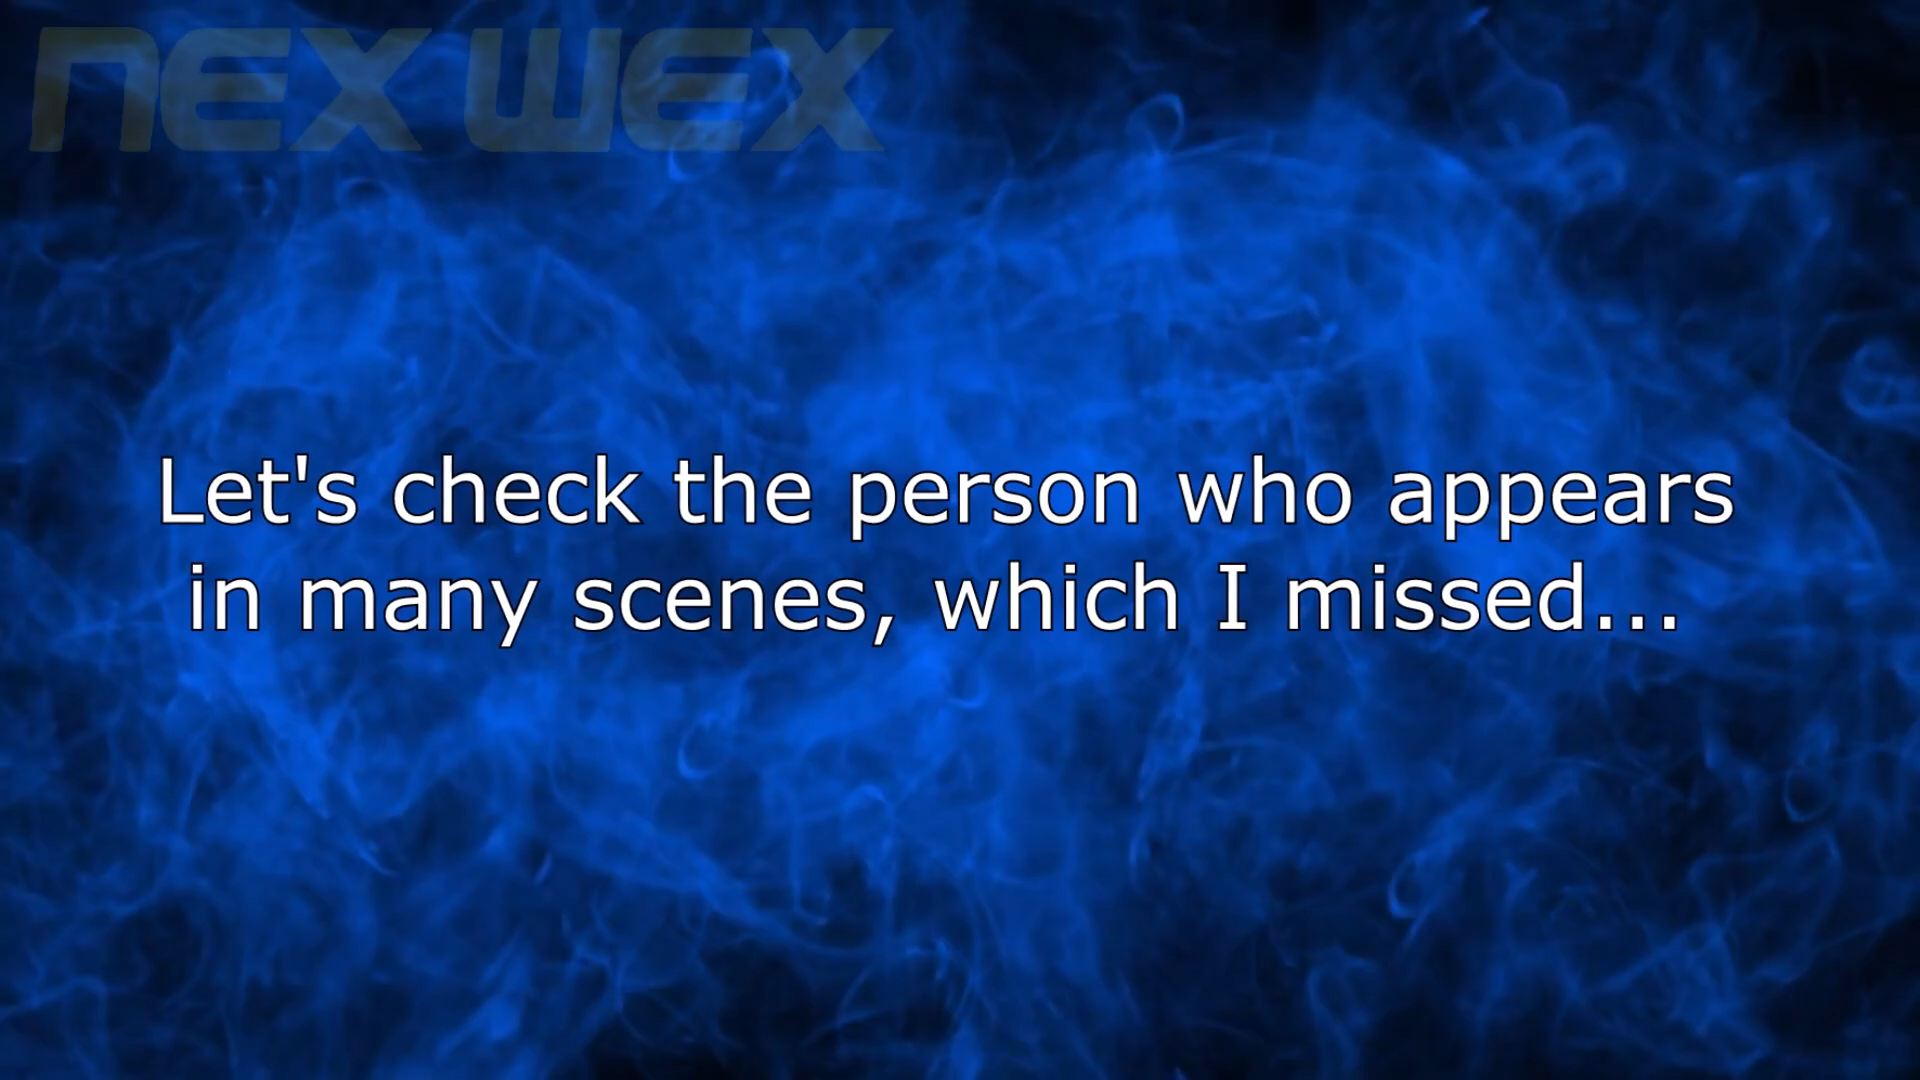 NEX WEX
Let's check the person who appears
in many scenes, which I missed...